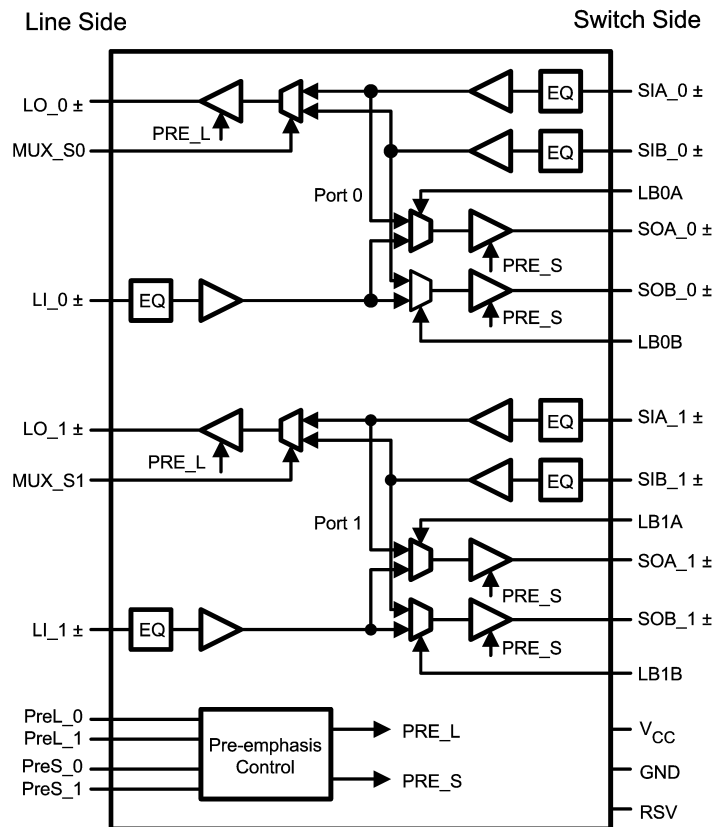 Line Side
Switch Side
LO_0 ±
PRE_L
MUX_S0
EQ
SIA_0 ±
EQ
SIB_0 ±
Port 0
LB0A
SOA_0 ±
PRE_S
LI_0 ±
EQ
SOB_0 ±
PRE_S
LB0B
LO_1 ±
PRE_L
MUX_S1
EQ
SIA_1 ±
EQ
SIB_1 ±
Port 1
LB1A
SOA_1 ±
PRE_S
LI_1 ±
EQ
SOB_1 ±
PRE_S
LB1B
PreL_0
PreL_1
PreS_0
PreS_1
Pre-emphasis
Control
PRE_L
PRE_S
VCC
GND
RSV